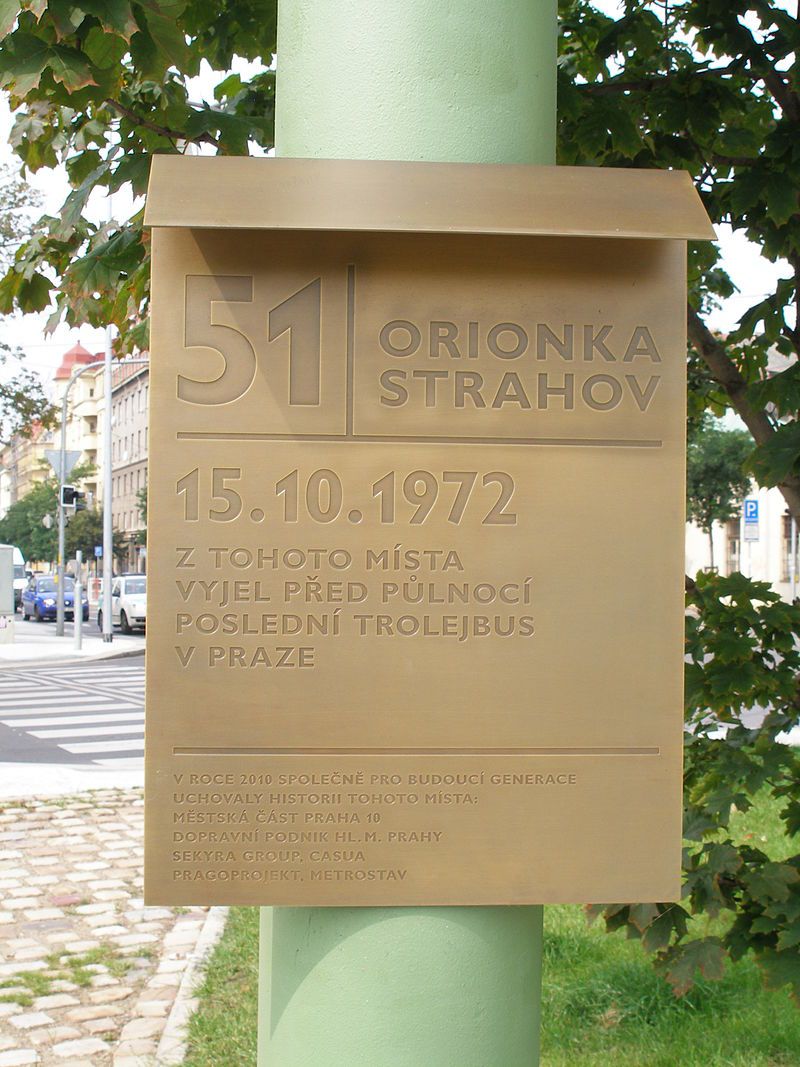 51
ORIONKA
STRAHOV
15.10.1972
Z TOHOTO MÍSTA
VYJEL PŘED PŮLNOCÍ
POSLEDNÍ TROLEJBUS
V PRAZE
V ROCE 2010 SPOLEČNĚ PRO BUDOUCÍ GENERACE
UCHOVALY HISTORII TOHOTO MÍSTA:
MĚSTSKÁ ČÁST PRAHA 10
DOPRAVNÍ PODNIK HL. M. PRAHY
SEKYRA GROUP, CASUA
PRAGOPROJEKT, METROSTAV
P